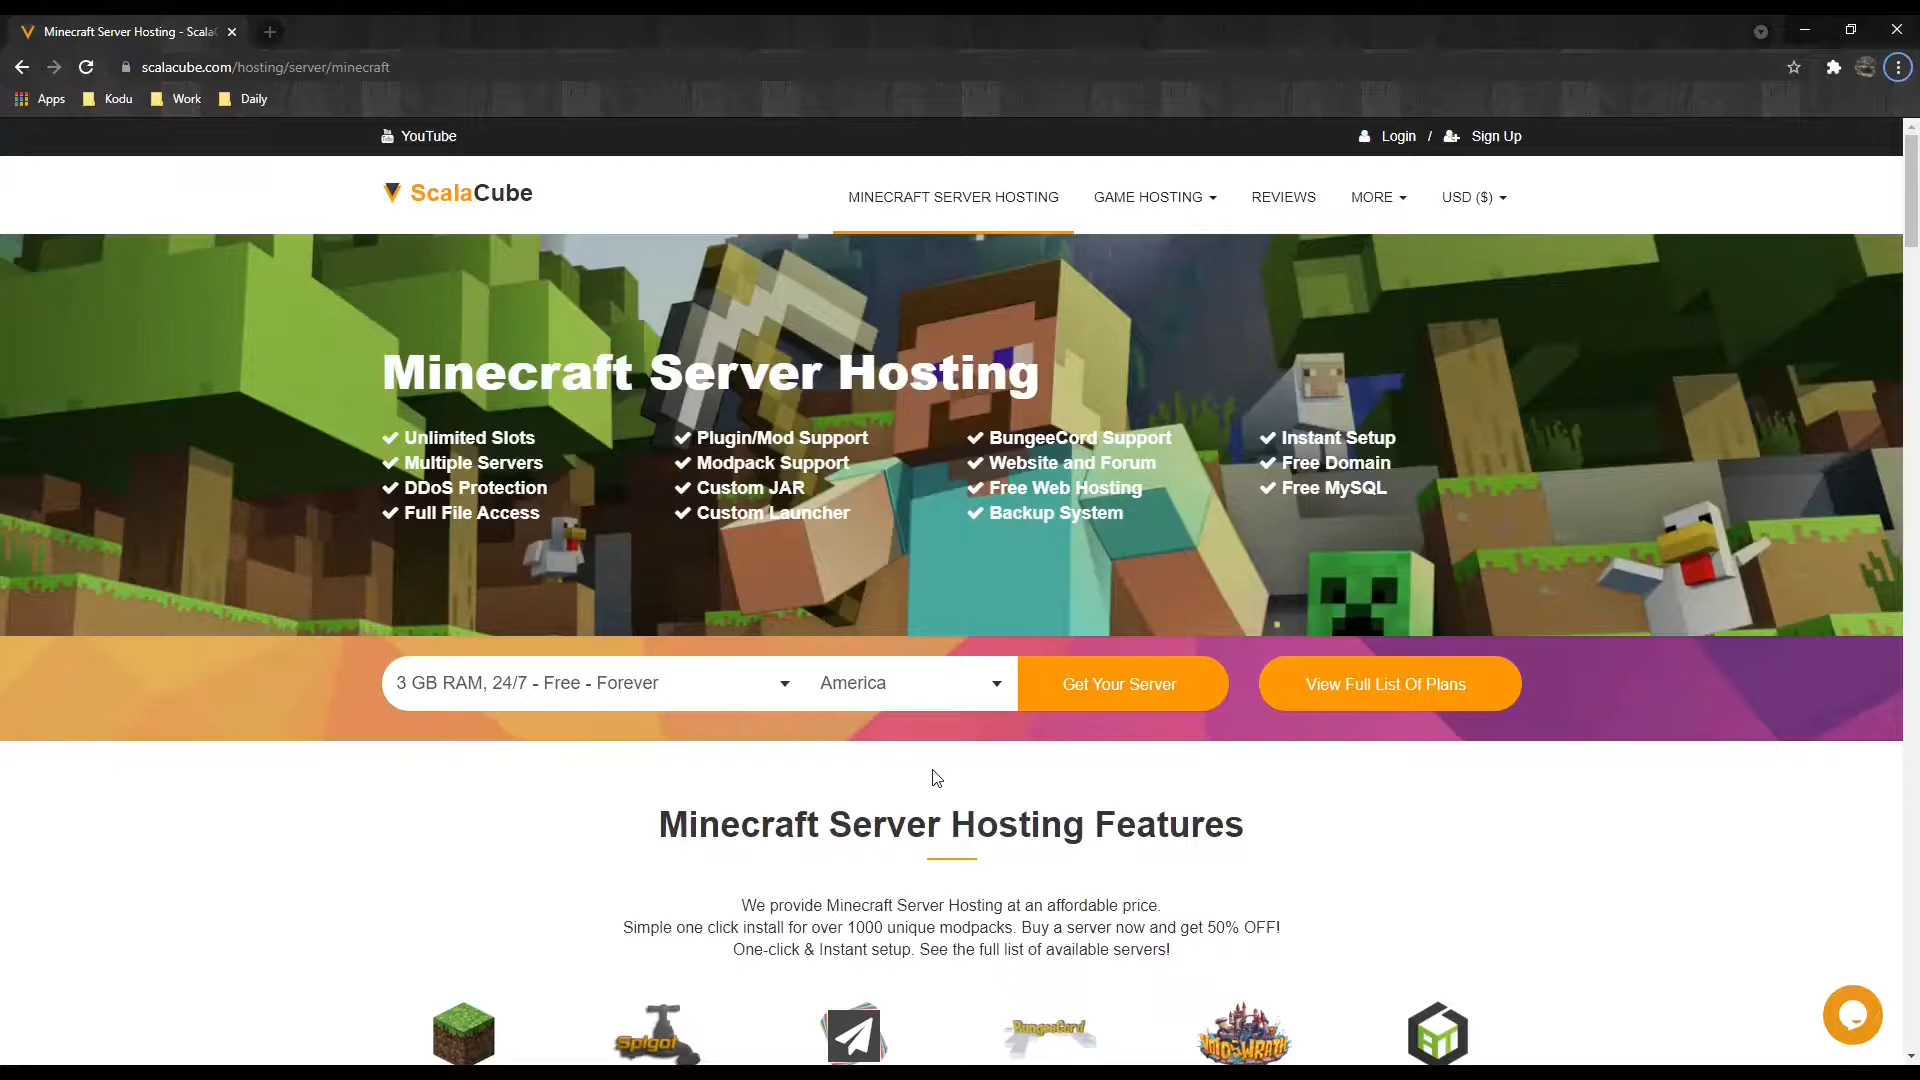 Minecraft Server Hosting - Scala
scalacube.com/hosting/server/minecraft
Apps Kodu Work Daily
YouTube Login / Sign Up
ScalaCube MINECRAFT SERVER HOSTING GAME HOSTING REVIEWS MORE USD ($)
Minecraft Server Hosting
Unlimited Slots Plugin/Mod Support BungeeCord Support Instant Setup
Multiple Servers Modpack Support Website and Forum Free Domain
DDoS Protection Custom JAR Free Web Hosting Free MySQL
Full File Access Custom Launcher Backup System
3 GB RAM, 24/7 - Free - Forever America Get Your Server View Full List Of Plans
Minecraft Server Hosting Features
We provide Minecraft Server Hosting at an affordable price.
Simple one click install for over 1000 unique modpacks. Buy a server now and get 50% OFF!
One-click & Instant setup. See the full list of available servers!
Spigot BungeeCord